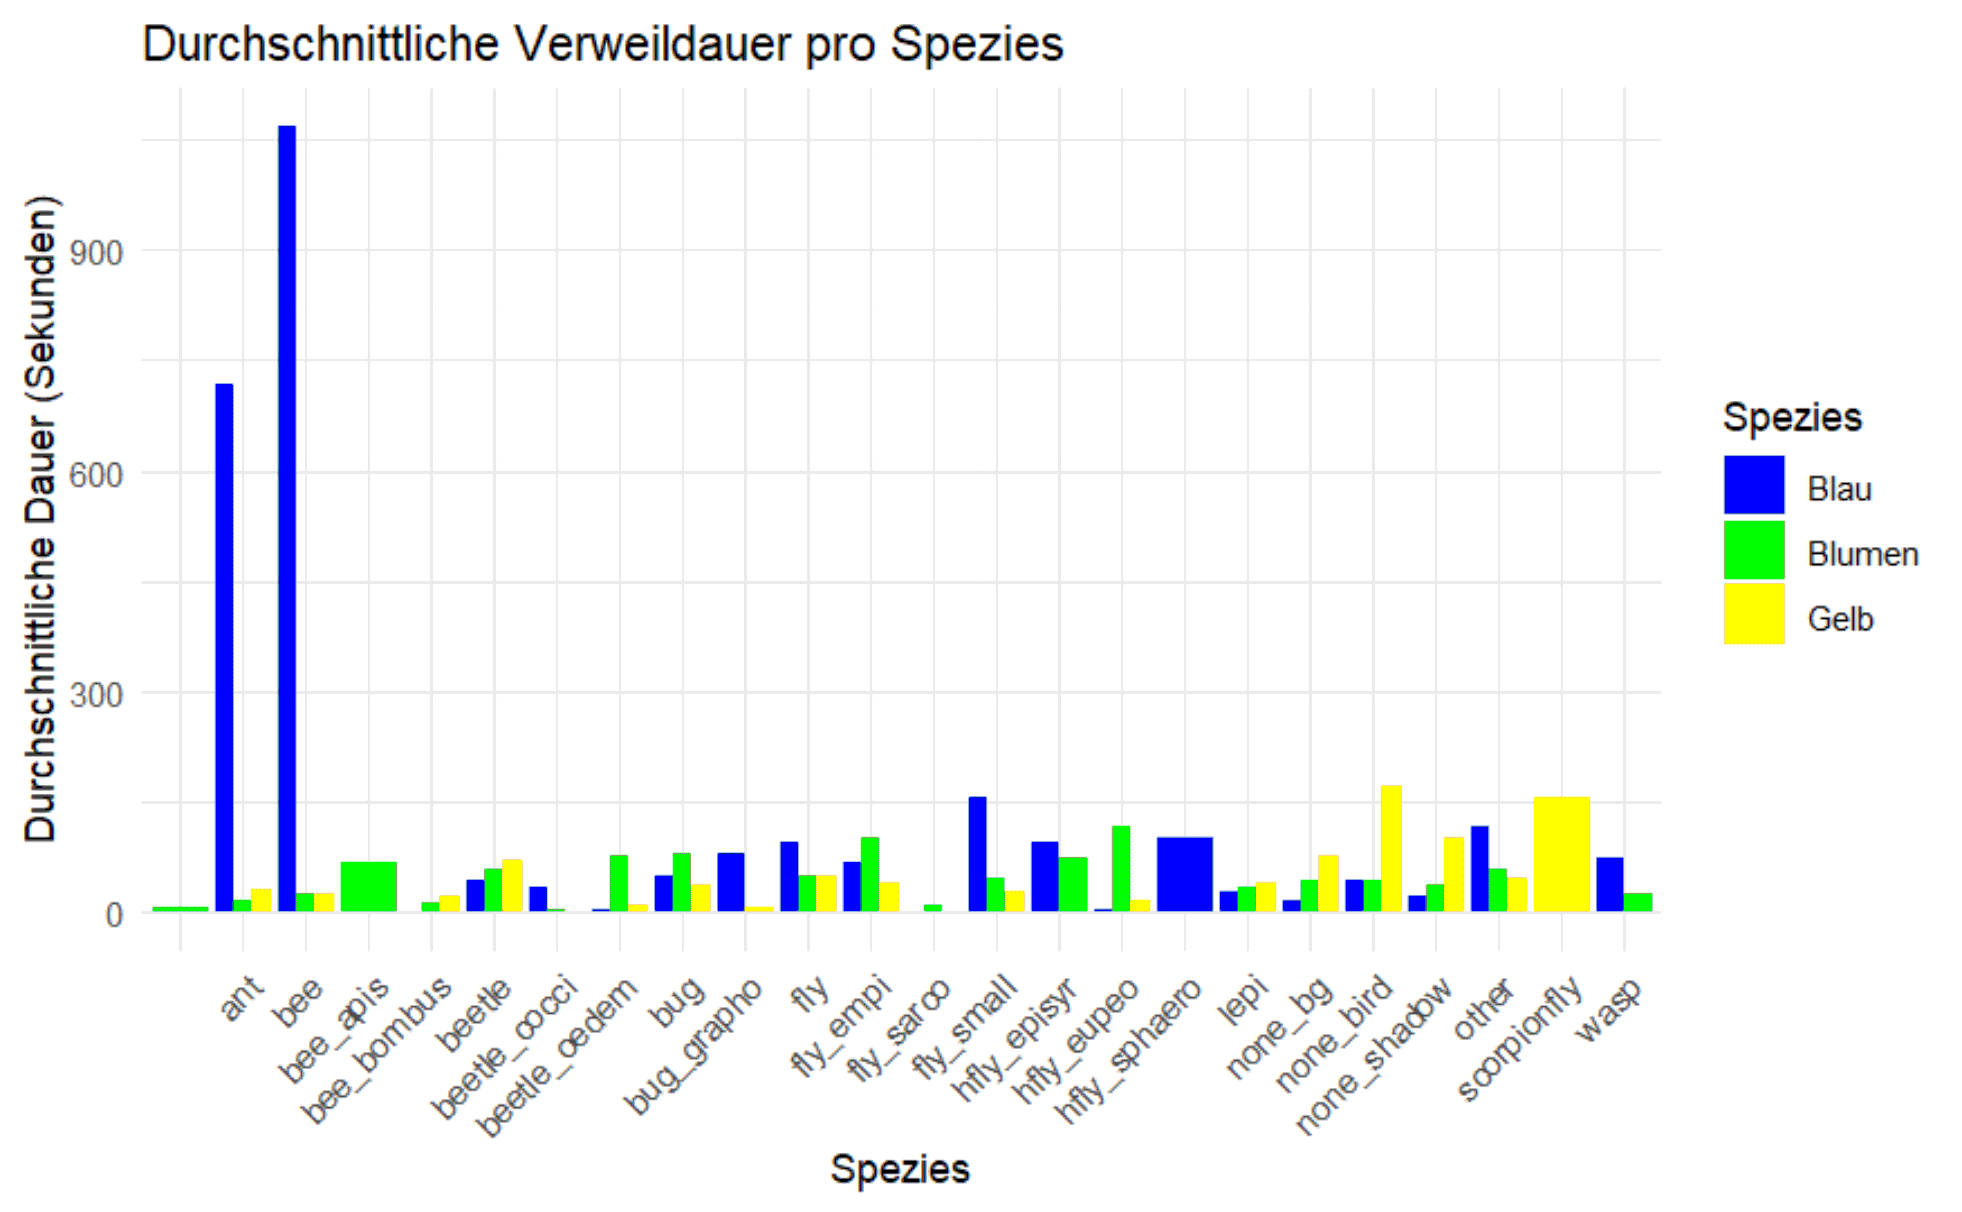 Durchschnittliche Verweildauer pro Spezies
Durchschnittliche Dauer (Sekunden)
900
600
300
0
ant
bee
bee_apis
bee_bombus
beetle
beetle_cocci
beetle_oedem
bug
bug_grapho
fly
fly_empi
fly_sarco
fly_small
hfly_episyr
hfly_eupeo
hfly_sphaero
lepi
none_bg
none_bird
none_shadow
other
scorpionfly
wasp
Spezies
Spezies
Blau
Blumen
Gelb